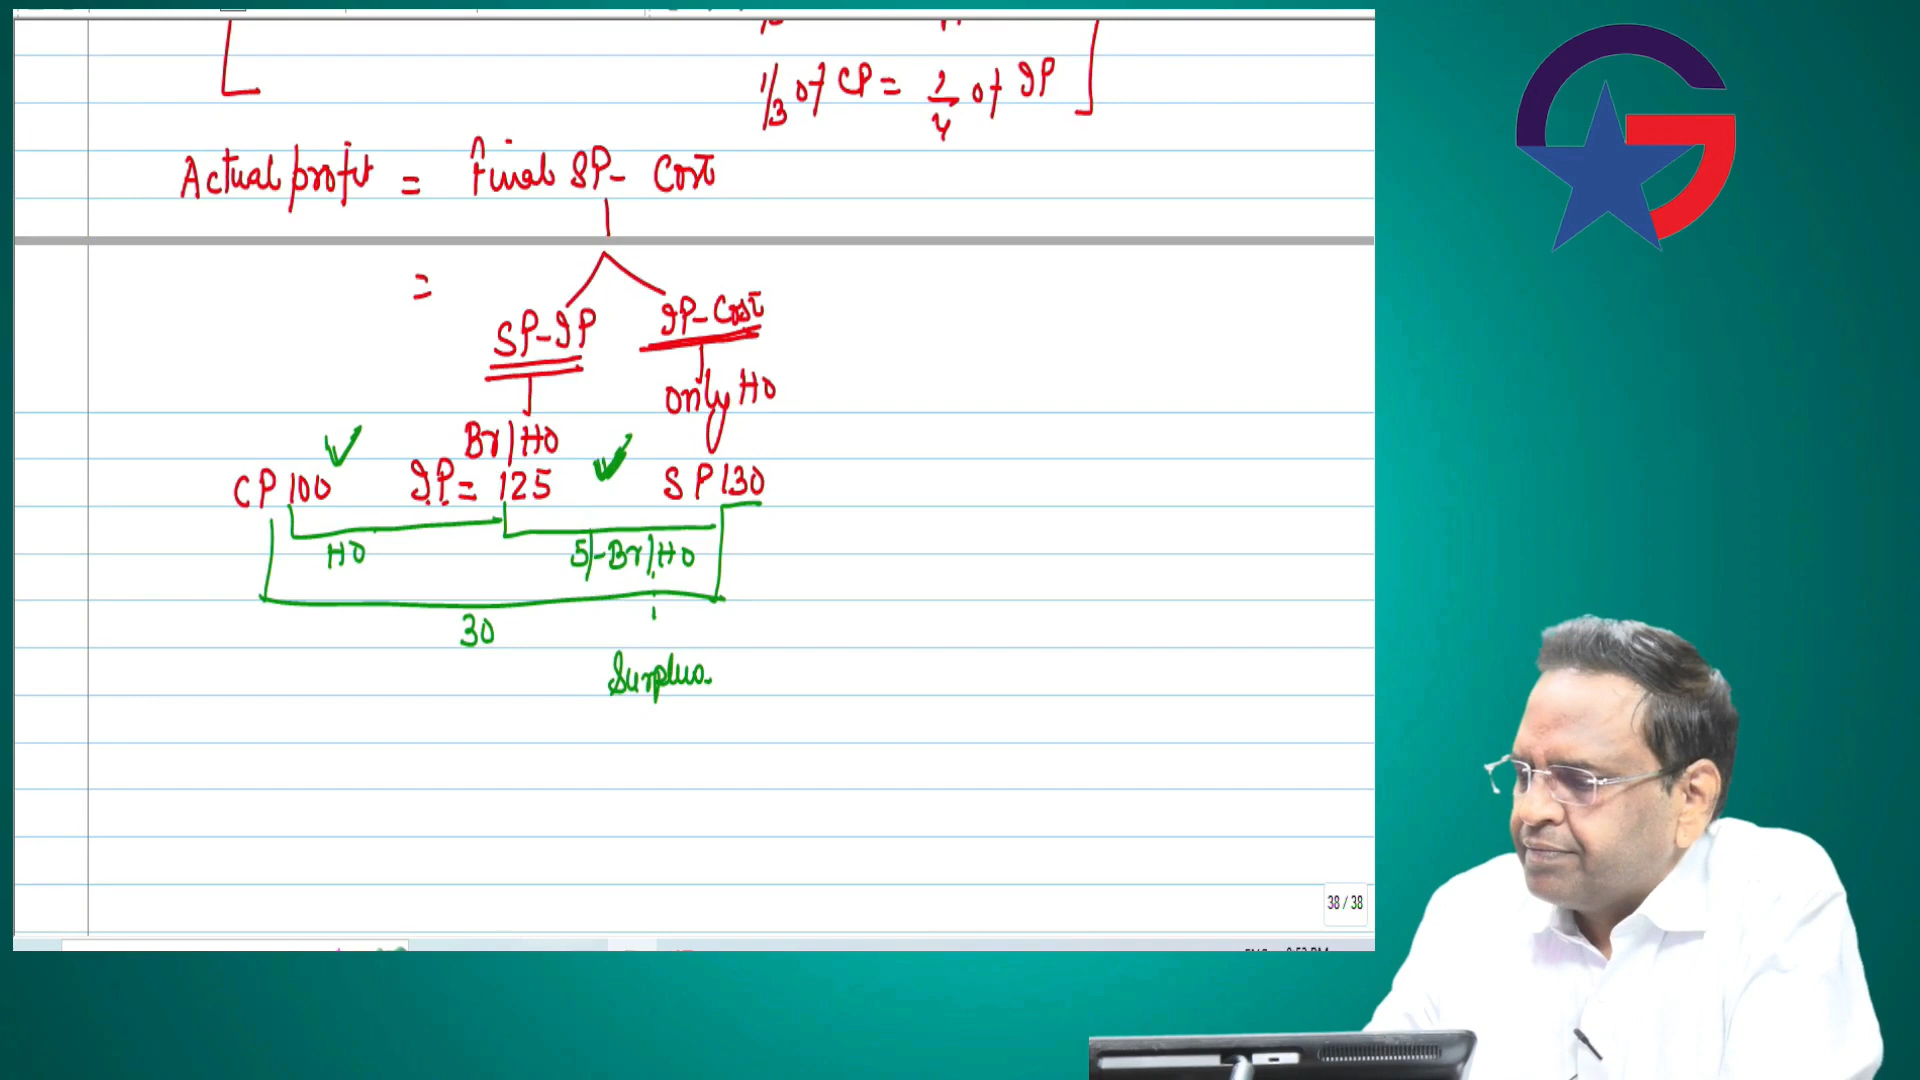 1/3 of CP = 1/4 of IP
Actual profit = Final SP - Cost
=
SP-IP IP-Cost
only HO
Br/HO
CP 100 IP = 125 SP 130
HO 5/- Br/HO
30
Surplus
38 / 38